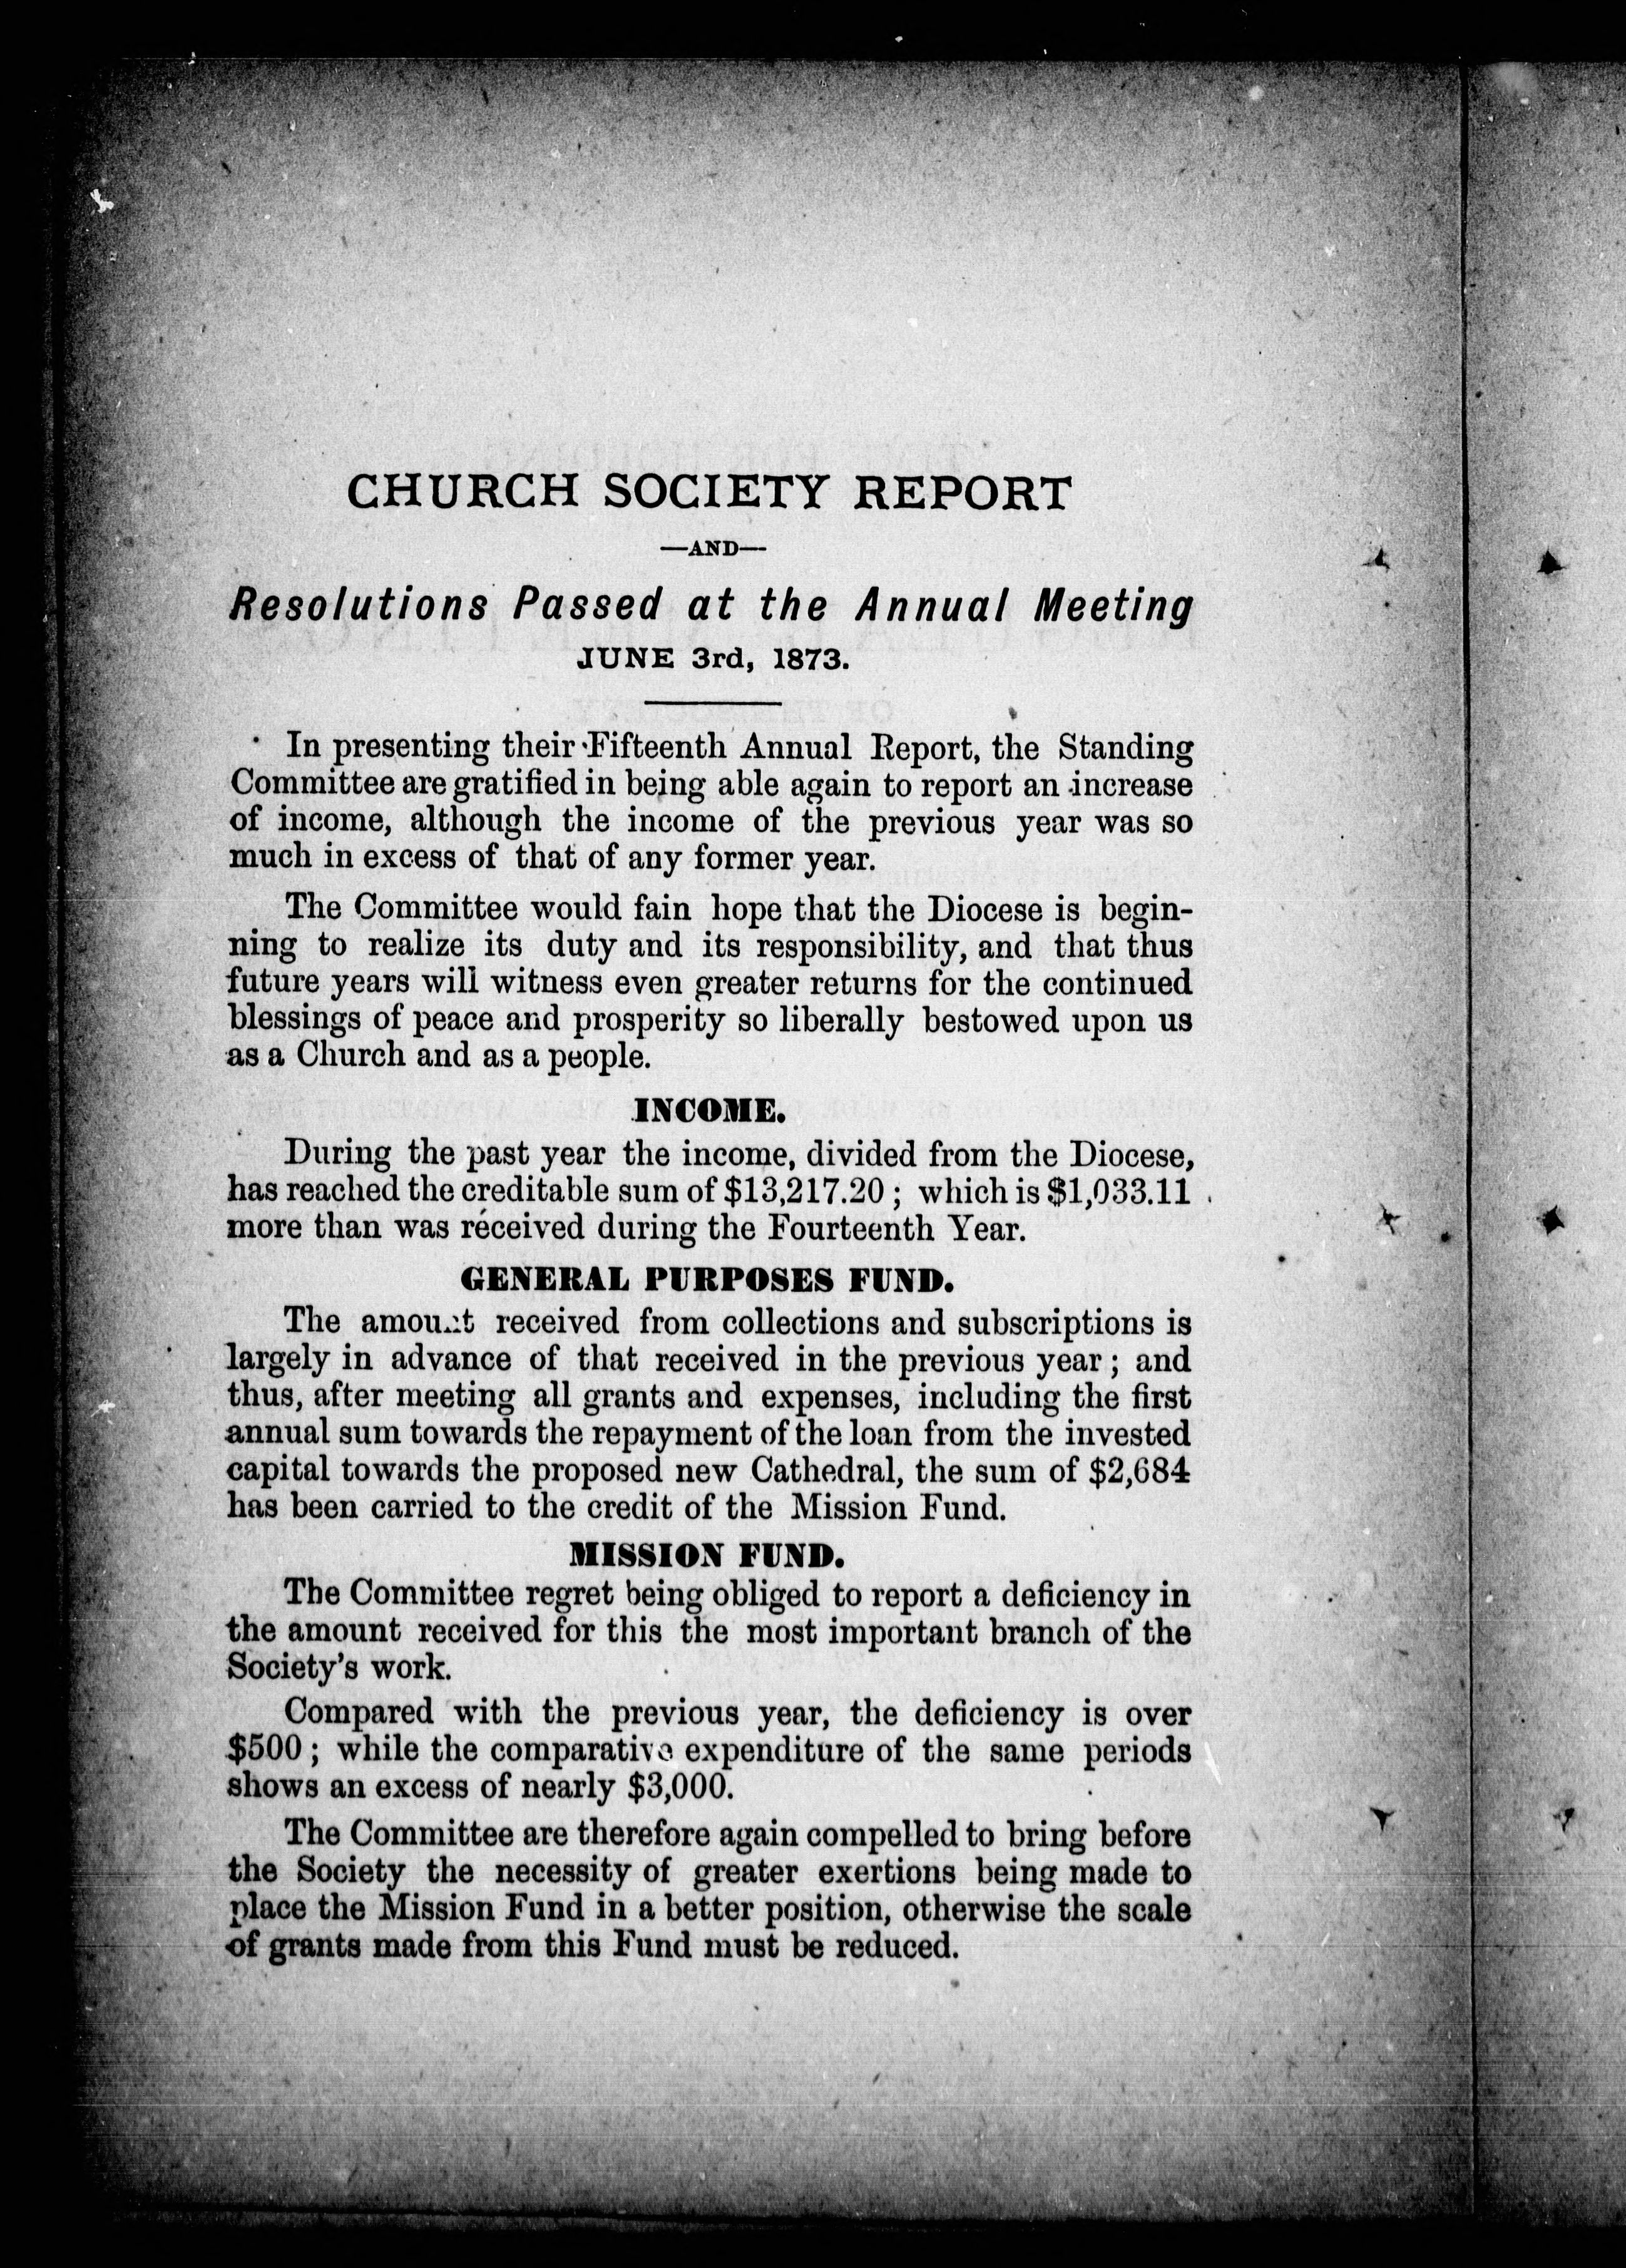 CHURCH SOCIETY REPORT
—AND—
Resolutions Passed at the Annual Meeting
JUNE 3rd, 1873.
In presenting their Fifteenth Annual Report, the Standing
Committee are gratified in being able again to report an increase
of income, although the income of the previous year was so
much in excess of that of any former year.
The Committee would fain hope that the Diocese is begin-
ning to realize its duty and its responsibility, and that thus
future years will witness even greater returns for the continued
blessings of peace and prosperity so liberally bestowed upon us
as a Church and as a people.
INCOME.
During the past year the income, divided from the Diocese,
has reached the creditable sum of $13,217.20 ; which is $1,033.11
more than was received during the Fourteenth Year.
GENERAL PURPOSES FUND.
The amount received from collections and subscriptions is
largely in advance of that received in the previous year ; and
thus, after meeting all grants and expenses, including the first
annual sum towards the repayment of the loan from the invested
capital towards the proposed new Cathedral, the sum of $2,684
has been carried to the credit of the Mission Fund.
MISSION FUND.
The Committee regret being obliged to report a deficiency in
the amount received for this the most important branch of the
Society's work.
Compared with the previous year, the deficiency is over
$500 ; while the comparative expenditure of the same periods
shows an excess of nearly $3,000.
The Committee are therefore again compelled to bring before
the Society the necessity of greater exertions being made to
place the Mission Fund in a better position, otherwise the scale
of grants made from this Fund must be reduced.